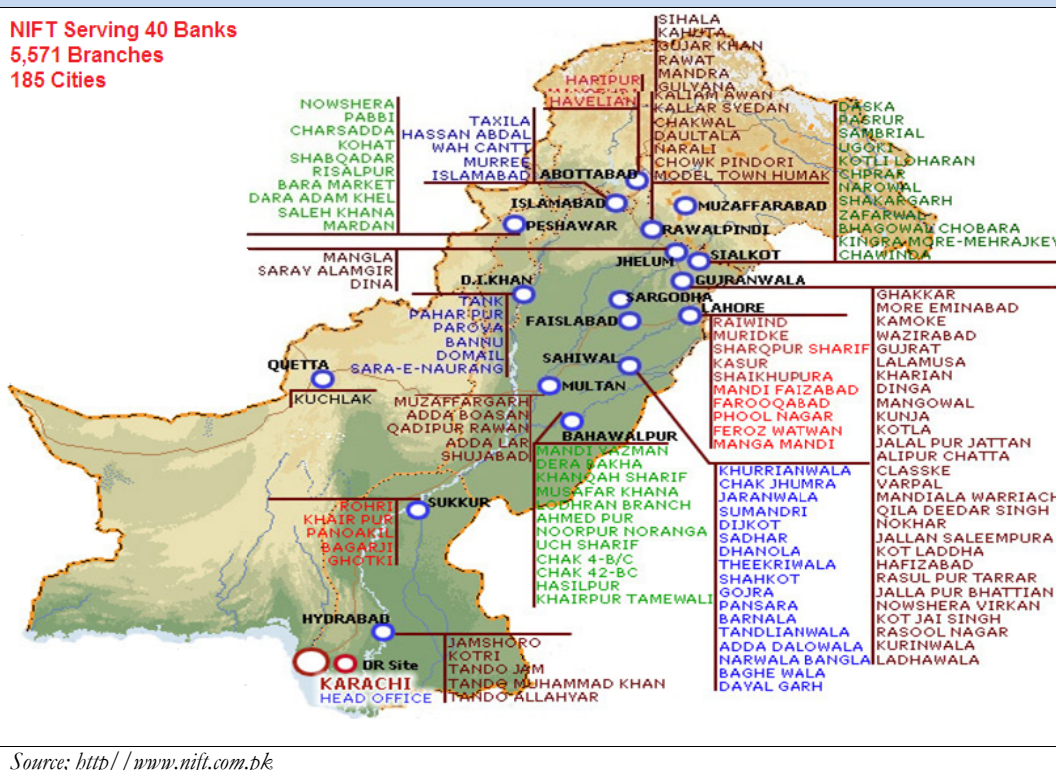 NIFT Serving 40 Banks
5,571 Branches
185 Cities
SIHALA
KAHUTA
GUJAR KHAN
RAWAT
MANDRA
GULYANA
KALIAM AWAN
KALLAR SYEDAN
CHAKWAL
DAULTALA
NARALI
CHOWK PINDORI
MODEL TOWN HUMAK
HARIPUR
HAVELIAN
NOWSHERA
PABBI
CHARSADDA
KOHAT
SHABQADAR
RISALPUR
BARA MARKET
DARA ADAM KHEL
SALEH KHANA
MARDAN
TAXILA
HASSAN ABDAL
WAH CANTT
MURREE
ISLAMABAD
DASKA
PASRUR
SAMBRIAL
UGOKI
KOTLI LOHARAN
CHPRAR
NAROWAL
SHAKARGARH
ZAFARWAL
BHAGOWAL CHOBARA
KINGRA MORE-MEHRAJKEY
CHAWINDA
ABOTTABAD
ISLAMABAD
MUZAFFARABAD
PESHAWAR
RAWALPINDI
JHELUM
SIALKOT
MANGLA
SARAY ALAMGIR
DINA
D.I.KHAN
GUJRANWALA
SARGODHA
LAHORE
FAISLABAD
TANK
PAHAR PUR
PAROVA
BANNU
DOMAIL
SARA-E-NAURANG
RAIWIND
MURIDKE
SHARQPUR SHARIF
KASUR
SHAIKHUPURA
MANDI FAIZABAD
FAROOQABAD
PHOOL NAGAR
FEROZ WATWAN
MANGA MANDI
GHAKKAR
MORE EMINABAD
KAMOKE
WAZIRABAD
GUJRAT
LALAMUSA
KHARIAN
DINGA
MANGOWAL
KUNJA
KOTLA
JALAL PUR JATTAN
ALIPUR CHATTA
CLASSKE
VARPAL
MANDIALA WARRIACH
QILA DEEDAR SINGH
NOKHAR
JALLAN SALEEMPURA
KOT LADDHA
HAFIZABAD
RASUL PUR TARRAR
JALLA PUR BHATTIAN
NOWSHERA VIRKAN
KOT JAI SINGH
RASOOL NAGAR
KURINWALA
LADHAWALA
SAHIWAL
QUETTA
KUCHLAK
MULTAN
MUZAFFARGARH
ADDA BOASAN
QADIPUR RAWAN
ADDA LAR
SHUJABAD
BAHAWALPUR
MANDI YAZMAN
DERA BAKHA
KHANQAH SHARIF
MUSAFAR KHANA
LODHRAN BRANCH
AHMED PUR
NOORPUR NORANGA
UCH SHARIF
CHAK 4-B/C
CHAK 42-BC
HASILPUR
KHAIRPUR TAMEWALI
KHURRIANWALA
CHAK JHUMRA
JARANWALA
SUMANDRI
DIJKOT
SADHAR
DHANOLA
THEEKRIWALA
SHAHKOT
GOJRA
PANSARA
BARNALA
TANDLIANWALA
ADDA DALOWALA
NARWALA BANGLA
BAGHE WALA
DAYAL GARH
SUKKUR
ROHRI
KHAIR PUR
PANOAKIL
BAGARJI
GHOTKI
HYDRABAD
JAMSHORO
KOTRI
TANDO JAM
TANDO MUHAMMAD KHAN
TANDO ALLAHYAR
DR Site
KARACHI
HEAD OFFICE
Source; http//www.nift.com.pk